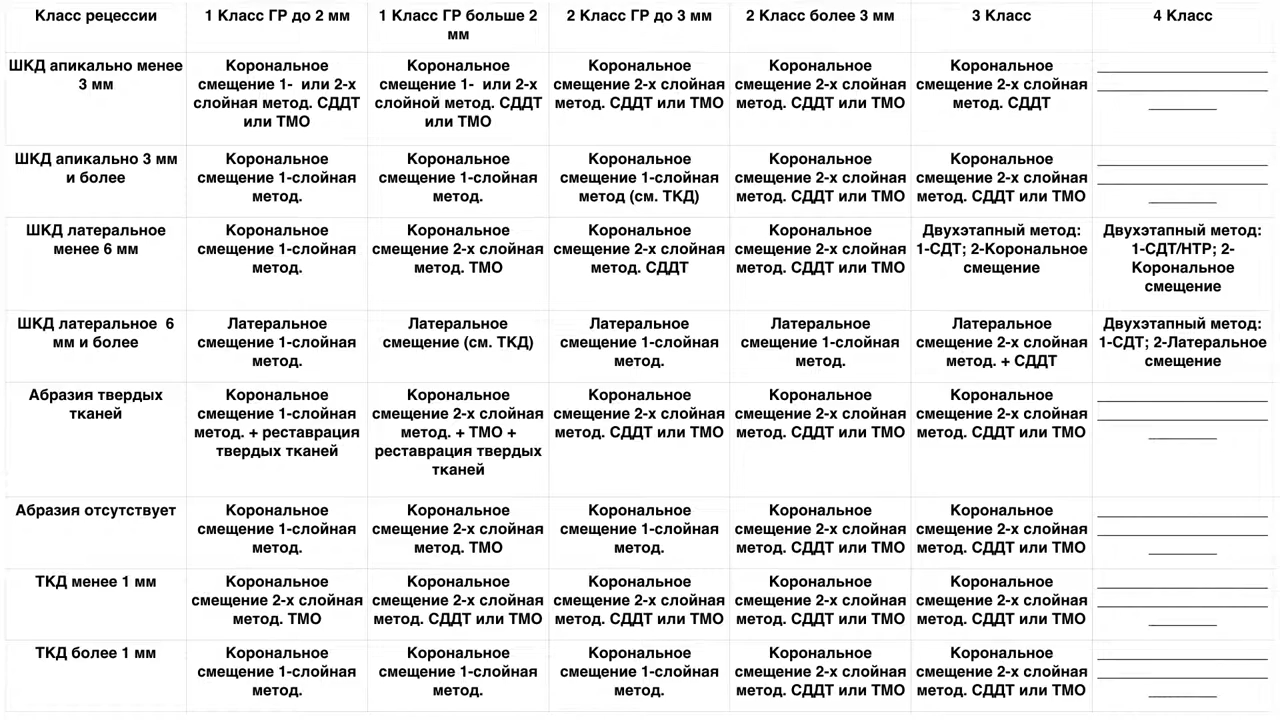 Класс рецессии
1 Класс ГР до 2 мм
1 Класс ГР больше 2
мм
2 Класс ГР до 3 мм
2 Класс более 3 мм
3 Класс
4 Класс
ШКД апикально менее
3 мм
Корональное
смещение 1-  или 2-х
слойная метод. СДДТ
или ТМО
Корональное
смещение 1-  или 2-х
слойной метод. СДДТ
или ТМО
Корональное
смещение 2-х слойная
метод. СДДТ или ТМО
Корональное
смещение 2-х слойная
метод. СДДТ или ТМО
Корональное
смещение 2-х слойная
метод. СДДТ
ШКД апикально 3 мм
и более
Корональное
смещение 1-слойная
метод.
Корональное
смещение 1-слойная
метод.
Корональное
смещение 1-слойная
метод (см. ТКД)
Корональное
смещение 2-х слойная
метод. СДДТ или ТМО
Корональное
смещение 2-х слойная
метод. СДДТ или ТМО
ШКД латеральное
менее 6 мм
Корональное
смещение 1-слойная
метод.
Корональное
смещение 2-х слойная
метод. ТМО
Корональное
смещение 2-х слойная
метод. СДДТ
Корональное
смещение 2-х слойная
метод. СДДТ или ТМО
Двухэтапный метод:
1-СДТ; 2-Корональное
смещение
Двухэтапный метод:
1-СДТ/НТР; 2-
Корональное
смещение
ШКД латеральное  6
мм и более
Латеральное
смещение 1-слойная
метод.
Латеральное
смещение (см. ТКД)
Латеральное
смещение 1-слойная
метод.
Латеральное
смещение 1-слойная
метод.
Латеральное
смещение 2-х слойная
метод. + СДДТ
Двухэтапный метод:
1-СДТ; 2-Латеральное
смещение
Абразия твердых
тканей
Корональное
смещение 1-слойная
метод. + реставрация
твердых тканей
Корональное
смещение 2-х слойная
метод. + ТМО +
реставрация твердых
тканей
Корональное
смещение 2-х слойная
метод. СДДТ или ТМО
Корональное
смещение 2-х слойная
метод. СДДТ или ТМО
Корональное
смещение 2-х слойная
метод. СДДТ или ТМО
Абразия отсутствует
Корональное
смещение 1-слойная
метод.
Корональное
смещение 2-х слойная
метод. ТМО
Корональное
смещение 1-слойная
метод.
Корональное
смещение 2-х слойная
метод. СДДТ или ТМО
Корональное
смещение 2-х слойная
метод. СДДТ или ТМО
ТКД менее 1 мм
Корональное
смещение 2-х слойная
метод. ТМО
Корональное
смещение 2-х слойная
метод. СДДТ или ТМО
Корональное
смещение 2-х слойная
метод. СДДТ или ТМО
Корональное
смещение 2-х слойная
метод. СДДТ или ТМО
Корональное
смещение 2-х слойная
метод. СДДТ или ТМО
ТКД более 1 мм
Корональное
смещение 1-слойная
метод.
Корональное
смещение 1-слойная
метод.
Корональное
смещение 1-слойная
метод.
Корональное
смещение 2-х слойная
метод. СДДТ или ТМО
Корональное
смещение 2-х слойная
метод. СДДТ или ТМО